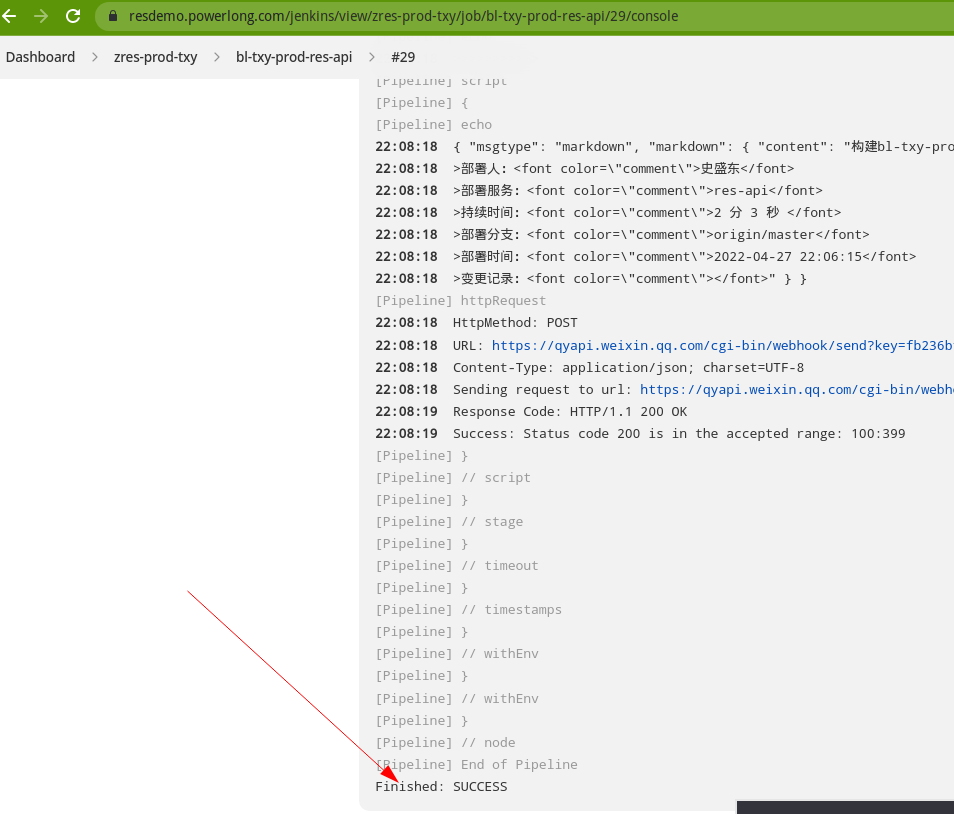 resdemo.powerlong.com/jenkins/view/zres-prod-txy/job/bl-txy-prod-res-api/29/console
Dashboard > zres-prod-txy > bl-txy-prod-res-api > #29
[Pipeline] script
[Pipeline] {
[Pipeline] echo
22:08:18 { "msgtype": "markdown", "markdown": { "content": "构建bl-txy-pro
22:08:18 >部署人: <font color=\"comment\">史盛东</font>
22:08:18 >部署服务: <font color=\"comment\">res-api</font>
22:08:18 >持续时间: <font color=\"comment\">2 分 3 秒 </font>
22:08:18 >部署分支: <font color=\"comment\">origin/master</font>
22:08:18 >部署时间: <font color=\"comment\">2022-04-27 22:06:15</font>
22:08:18 >变更记录: <font color=\"comment\"></font>" } }
[Pipeline] httpRequest
22:08:18 HttpMethod: POST
22:08:18 URL: https://qyapi.weixin.qq.com/cgi-bin/webhook/send?key=fb236b
22:08:18 Content-Type: application/json; charset=UTF-8
22:08:18 Sending request to url: https://qyapi.weixin.qq.com/cgi-bin/webh
22:08:19 Response Code: HTTP/1.1 200 OK
22:08:19 Success: Status code 200 is in the accepted range: 100:399
[Pipeline] }
[Pipeline] // script
[Pipeline] }
[Pipeline] // stage
[Pipeline] }
[Pipeline] // timeout
[Pipeline] }
[Pipeline] // timestamps
[Pipeline] }
[Pipeline] // withEnv
[Pipeline] }
[Pipeline] // withEnv
[Pipeline] }
[Pipeline] // node
[Pipeline] End of Pipeline
Finished: SUCCESS